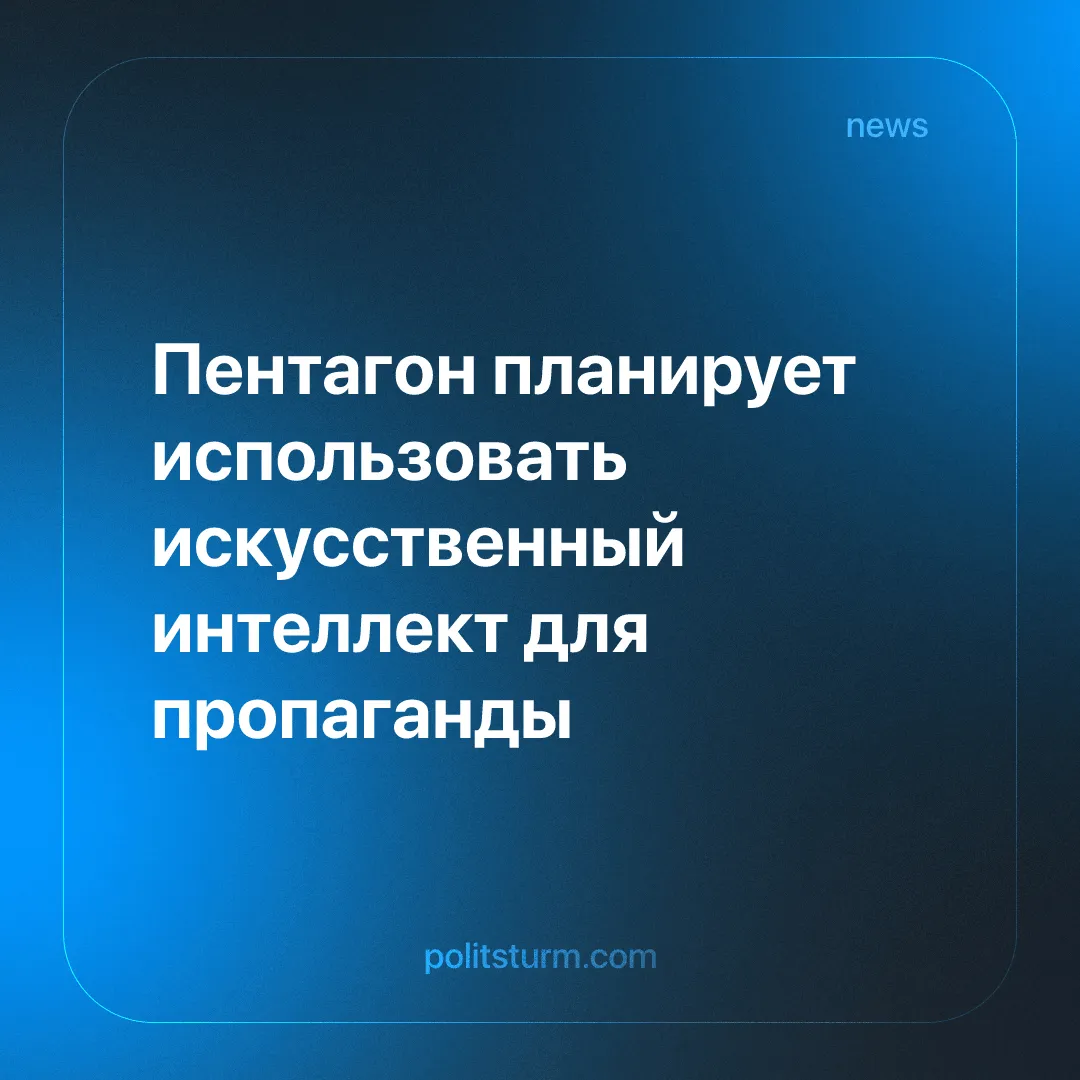 news
Пентагон планирует
использовать
искусственный
интеллект для
пропаганды
politsturm.com